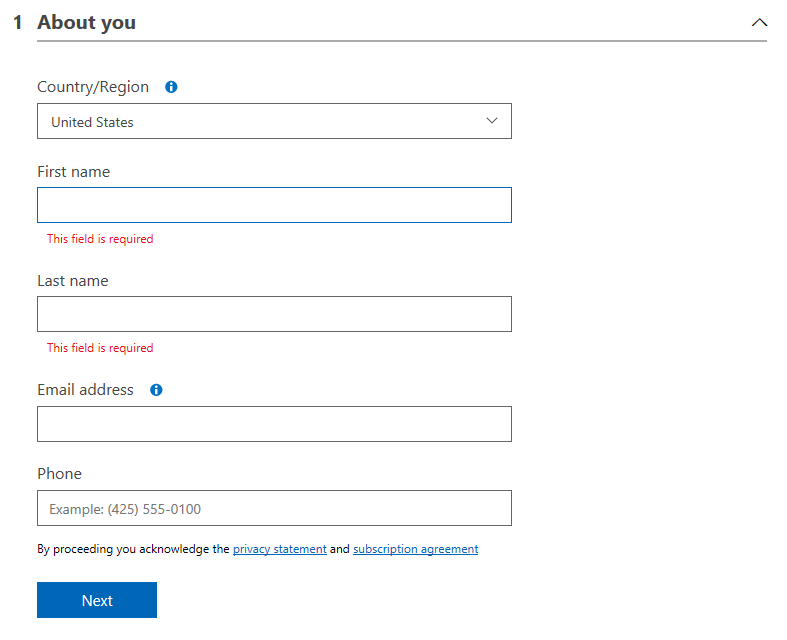 1 About you
Country/Region
United States
First name
This field is required
Last name
This field is required
Email address
Phone
Example: (425) 555-0100
By proceeding you acknowledge the privacy statement and subscription agreement
Next